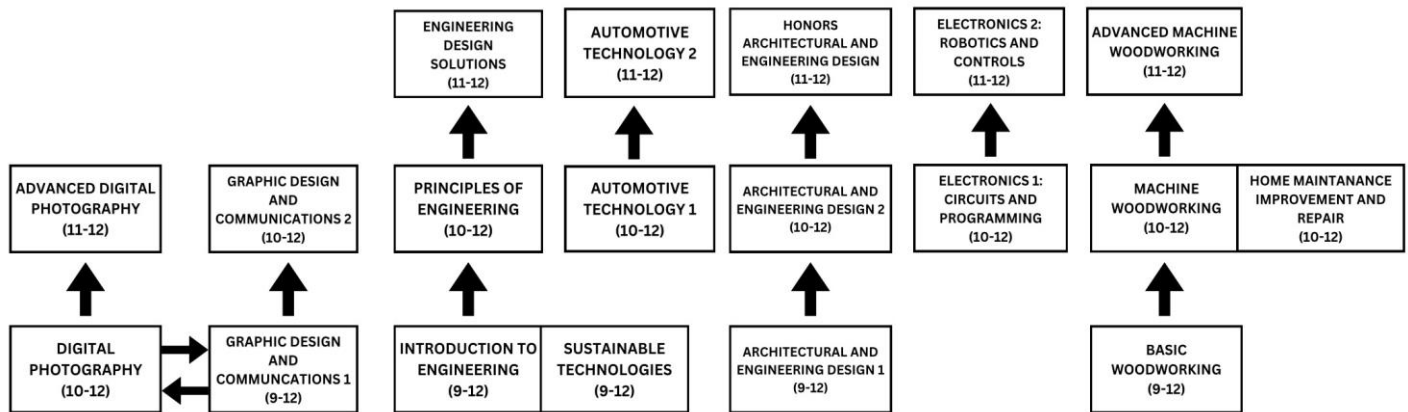 ENGINEERING
DESIGN
SOLUTIONS
(11-12)
AUTOMOTIVE
TECHNOLOGY 2
(11-12)
HONORS
ARCHITECTURAL AND
ENGINEERING DESIGN
(11-12)
ELECTRONICS 2:
ROBOTICS AND
CONTROLS
(11-12)
ADVANCED MACHINE
WOODWORKING
(11-12)
ADVANCED DIGITAL
PHOTOGRAPHY
(11-12)
GRAPHIC DESIGN
AND
COMMUNICATIONS 2
(10-12)
PRINCIPLES OF
ENGINEERING
(10-12)
AUTOMOTIVE
TECHNOLOGY 1
(10-12)
ARCHITECTURAL AND
ENGINEERING DESIGN 2
(10-12)
ELECTRONICS 1:
CIRCUITS AND
PROGRAMMING
(10-12)
MACHINE
WOODWORKING
(10-12)
HOME MAINTANANCE
IMPROVEMENT AND
REPAIR
(10-12)
DIGITAL
PHOTOGRAPHY
(10-12)
GRAPHIC DESIGN
AND
COMMUNCATIONS 1
(9-12)
INTRODUCTION TO
ENGINEERING
(9-12)
SUSTAINABLE
TECHNOLOGIES
(9-12)
ARCHITECTURAL AND
ENGINEERING DESIGN 1
(9-12)
BASIC
WOODWORKING
(9-12)